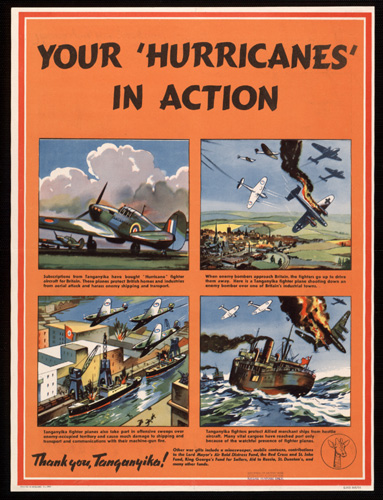 YOUR 'HURRICANES'
IN ACTION
Subscriptions from Tanganyika have bought "Hurricane" fighter
aircraft for Britain. These planes protect British homes and industries
from aerial attack and harass enemy shipping and transport.
When enemy bombers approach Britain, the fighters go up to drive
them away. Here is a Tanganyika fighter plane shooting down an
enemy bomber over one of Britain's industrial towns.
Tanganyika fighter planes also take part in offensive sweeps over
enemy-occupied territory and cause much damage to shipping and
transport and communications with their machine-gun fire.
Tanganyika fighters protect Allied merchant ships from hostile
aircraft. Many vital cargoes have reached port only
because of the watchful presence of fighter planes.
Thank you, Tanganyika!
Other war gifts include a minesweeper, mobile canteens, contributions
to the Lord Mayor's Air Raid Distress Fund, the Red Cross and St. John
Fund, King George's Fund for Sailors, Aid to Russia, St. Dunstan's, and
many other funds.